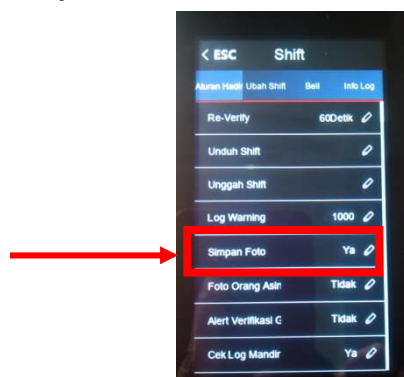 < ESC Shift
Aturan Hadir Ubah Shift Bell Info Log
Re-Verify 60Detik
Unduh Shift
Unggah Shift
Log Warning 1000
Simpan Foto Ya
Foto Orang Asin Tidak
Alert Verifikasi G Tidak
Cek Log Mandir Ya